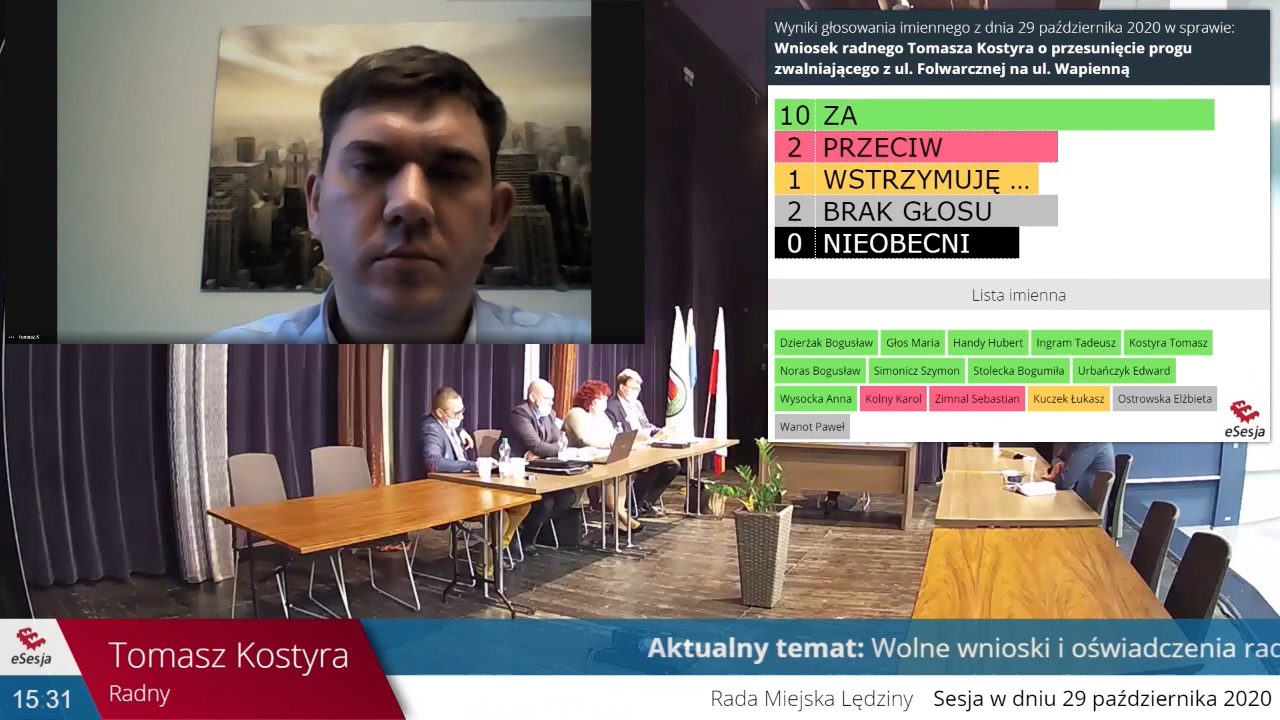 Wyniki głosowania imiennego z dnia 29 października 2020 w sprawie:
Wniosek radnego Tomasza Kostyra o przesunięcie progu
zwalniającego z ul. Folwarcznej na ul. Wapienną
10 ZA
2 PRZECIW
1 WSTRZYMUJĘ ...
2 BRAK GŁOSU
0 NIEOBECNI
Lista imienna
Dzierżak Bogusław Głos Maria Handy Hubert Ingram Tadeusz Kostyra Tomasz
Noras Bogusław Simonicz Szymon Stolecka Bogumiła Urbańczyk Edward
Wysocka Anna Kolny Karol Zimnal Sebastian Kuczek Łukasz Ostrowska Elżbieta
Wanot Paweł
eSesja
Tomasz K
eSesja
Tomasz Kostyra
Radny
15:31
Aktualny temat: Wolne wnioski i oświadczenia rad
Rada Miejska Lędziny Sesja w dniu 29 października 2020